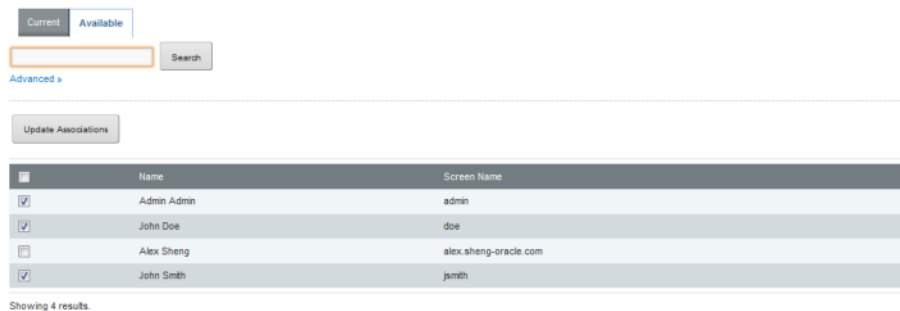 Current Available
Search
Advanced »
Update Associations
Name Screen Name
Admin Admin admin
John Doe doe
Alex Sheng alex.sheng-oracle.com
John Smith jsmith
Showing 4 results.